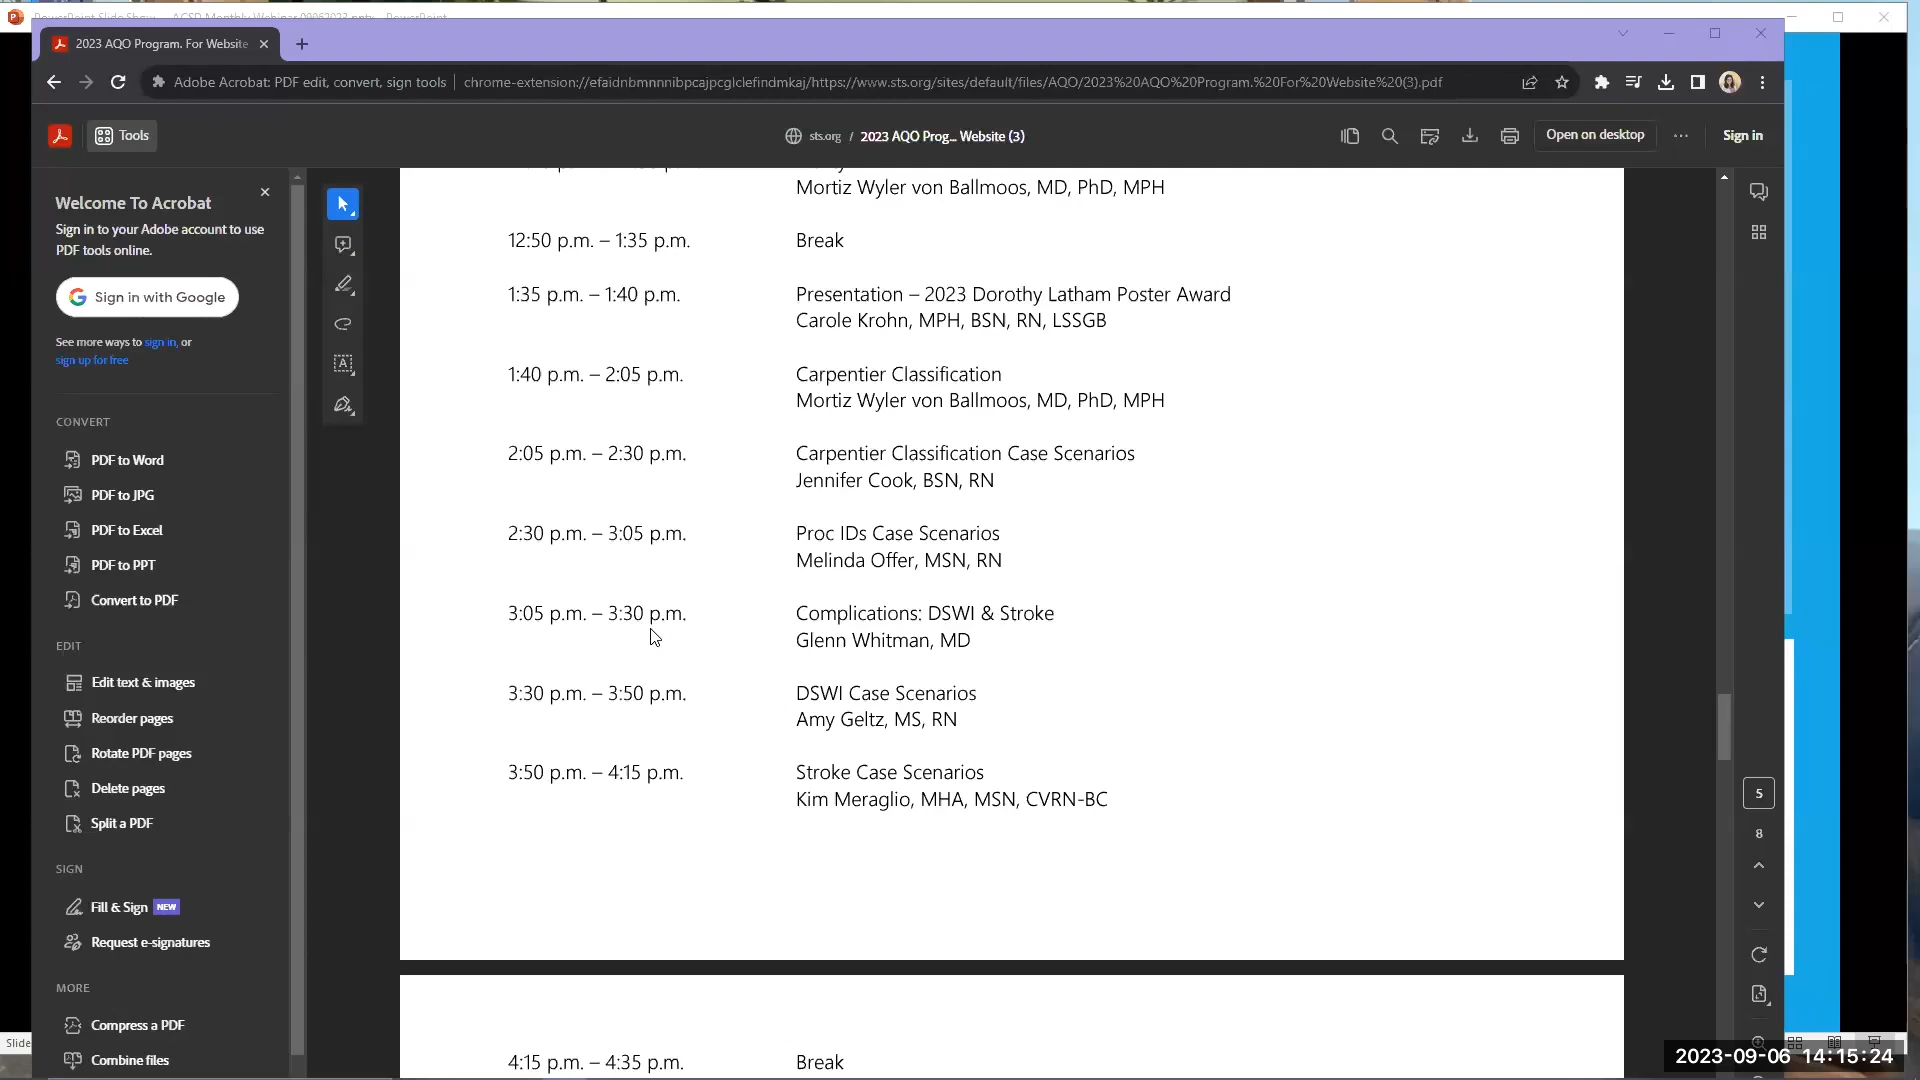 PowerPoint Slide Show - ACSD Monthly Webinar 09062023.pptx - PowerPoint
2023 AQO Program. For Website
Adobe Acrobat: PDF edit, convert, sign tools
chrome-extension://efaidnbmnnnibpcajpcglclefindmkaj/https://www.sts.org/sites/default/files/AQO/2023%20AQO%20Program.%20For%20Website%20(3).pdf
Tools
sts.org / 2023 AQO Prog... Website (3)
Open on desktop
Sign in
Welcome To Acrobat
Sign in to your Adobe account to use
PDF tools online.
Sign in with Google
See more ways to sign in, or
sign up for free
CONVERT
PDF to Word
PDF to JPG
PDF to Excel
PDF to PPT
Convert to PDF
EDIT
Edit text & images
Reorder pages
Rotate PDF pages
Delete pages
Split a PDF
SIGN
Fill & Sign NEW
Request e-signatures
MORE
Compress a PDF
Combine files
Mortiz Wyler von Ballmoos, MD, PhD, MPH
12:50 p.m. – 1:35 p.m. Break
1:35 p.m. – 1:40 p.m. Presentation – 2023 Dorothy Latham Poster Award
Carole Krohn, MPH, BSN, RN, LSSGB
1:40 p.m. – 2:05 p.m. Carpentier Classification
Mortiz Wyler von Ballmoos, MD, PhD, MPH
2:05 p.m. – 2:30 p.m. Carpentier Classification Case Scenarios
Jennifer Cook, BSN, RN
2:30 p.m. – 3:05 p.m. Proc IDs Case Scenarios
Melinda Offer, MSN, RN
3:05 p.m. – 3:30 p.m. Complications: DSWI & Stroke
Glenn Whitman, MD
3:30 p.m. – 3:50 p.m. DSWI Case Scenarios
Amy Geltz, MS, RN
3:50 p.m. – 4:15 p.m. Stroke Case Scenarios
Kim Meraglio, MHA, MSN, CVRN-BC
4:15 p.m. – 4:35 p.m. Break
5
8
Slide
2023-09-06 14:15:24